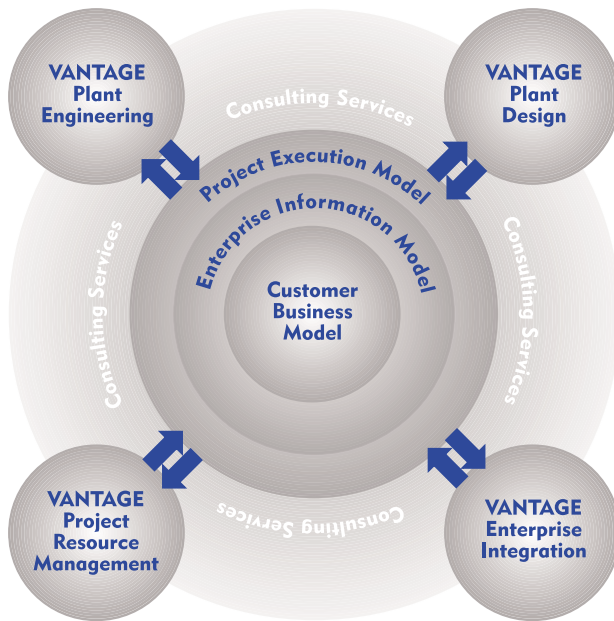 VANTAGE
Plant
Engineering
VANTAGE
Plant
Design
Consulting Services
Project Execution Model
Enterprise Information Model
Customer
Business
Model
Consulting Services
Consulting Services
Consulting Services
VANTAGE
Project
Resource
Management
VANTAGE
Enterprise
Integration